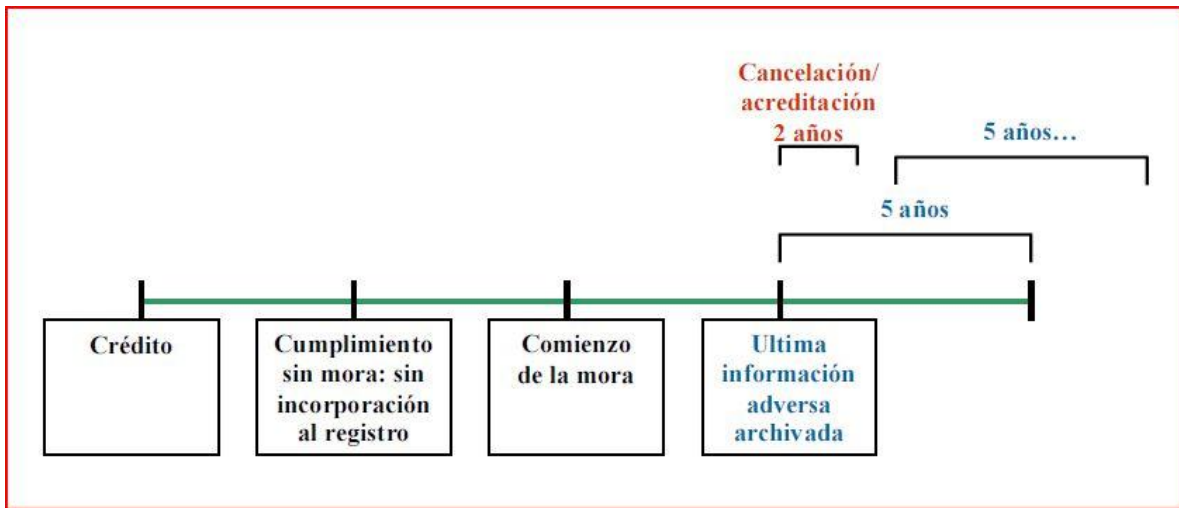 Cancelación/
acreditación
2 años
5 años...
5 años
Crédito
Cumplimiento
sin mora: sin
incorporación
al registro
Comienzo
de la mora
Ultima
información
adversa
archivada